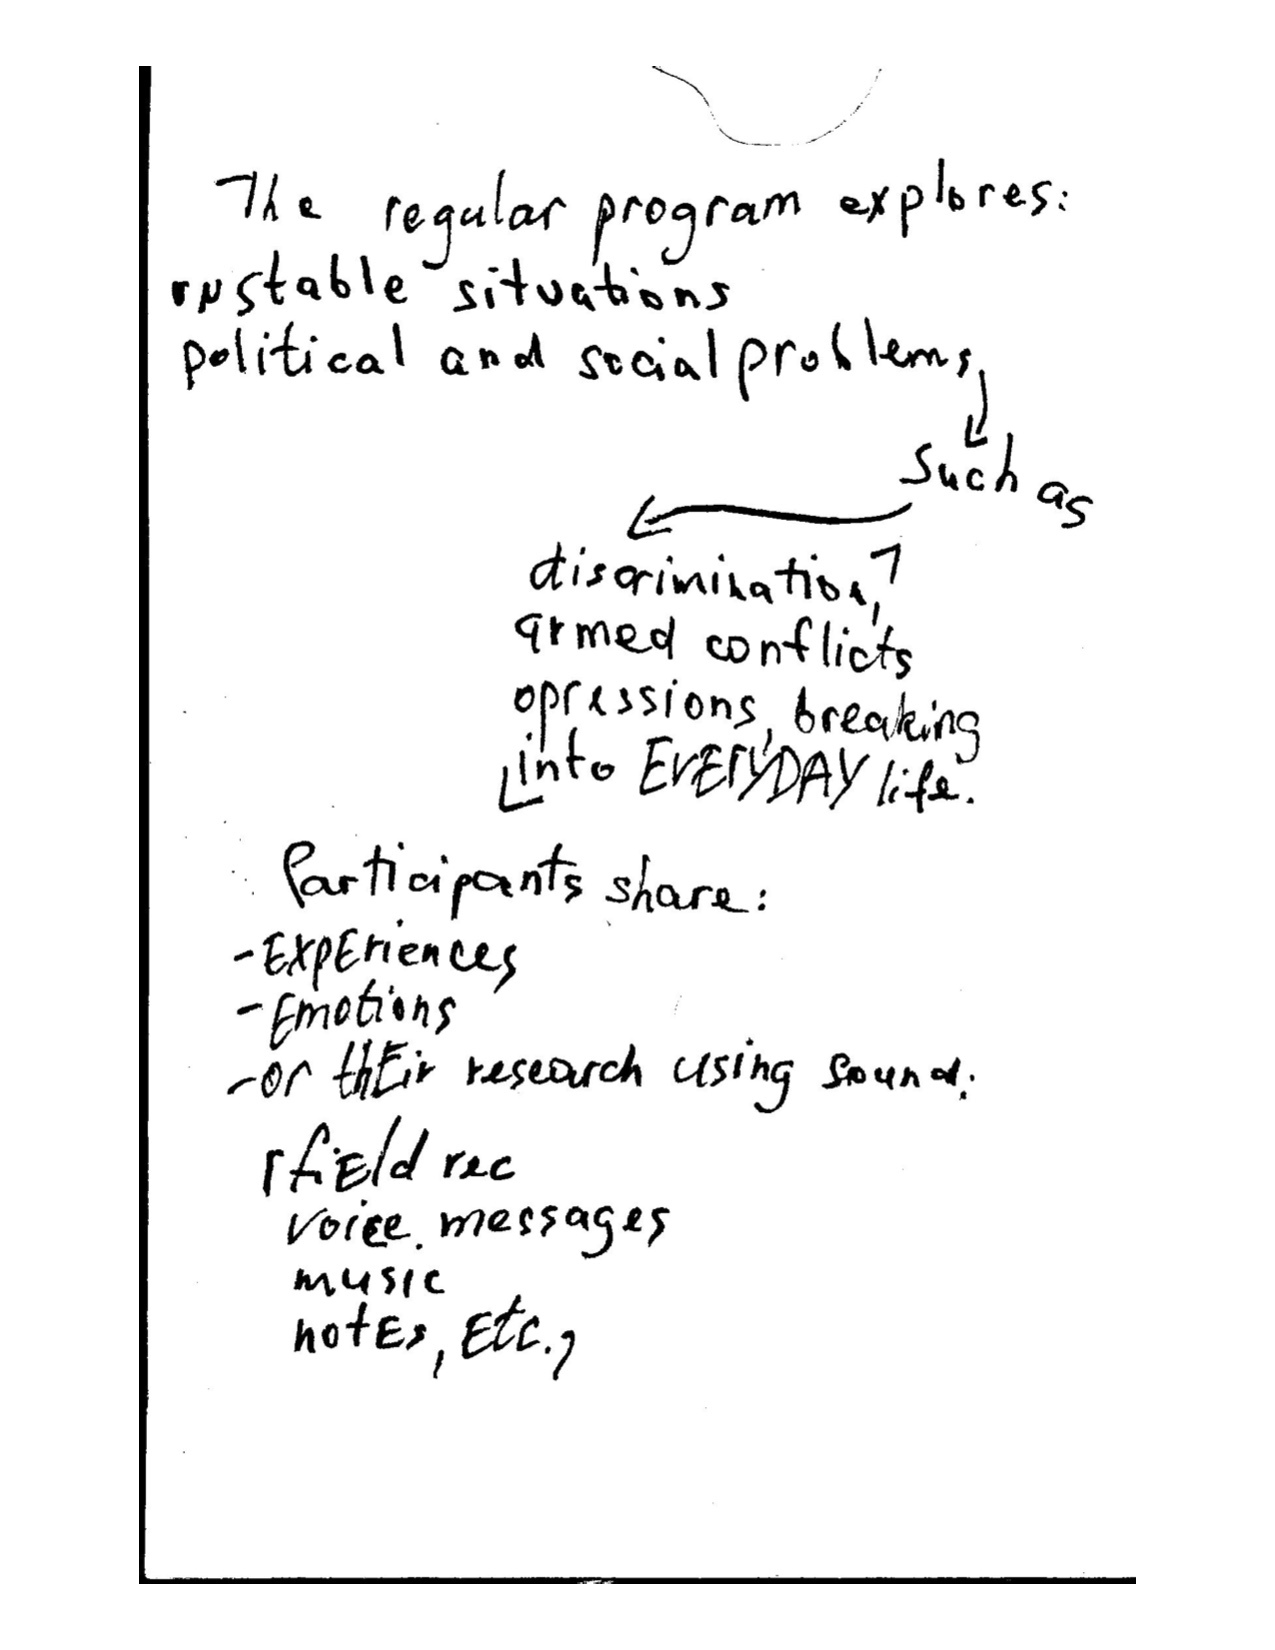 The regular program explores:
unstable situations
political and social problems,
such as
discrimination,
armed conflicts
opressions, breaking
into EVERYDAY life.
Participants share:
- ExpEriences
- Emotions
- or thEir research using sound:
fiEld rec
voice messages
music
notEs, Etc.,